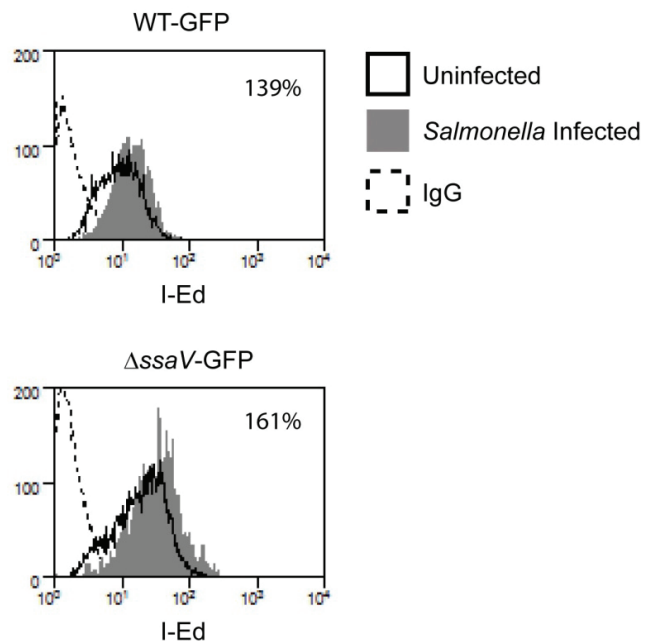 WT-GFP
200
139%
100
0
10⁰ 10¹ 10² 10³ 10⁴
I-Ed
Uninfected
Salmonella Infected
IgG
ΔssaV-GFP
200
161%
100
0
10⁰ 10¹ 10² 10³ 10⁴
I-Ed